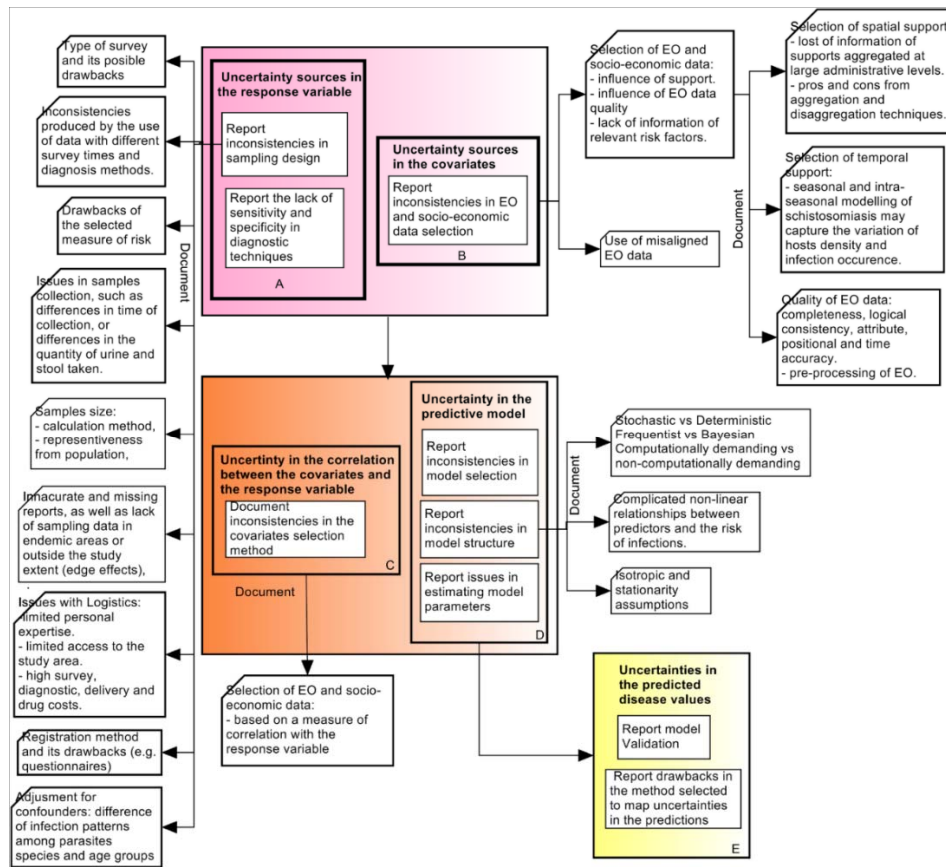 Type of survey
and its posible
drawbacks
Inconsistencies
produced by the use
of data with different
survey times and
diagnosis methods.
Drawbacks of
the selected
measure of risk
Document
Issues in samples
collection, such as
differences in time of
collection, or
differences in the
quantity of urine and
stool taken.
Samples size:
- calculation method,
- representiveness
from population,
Innacurate and missing
reports, as well as lack
of sampling data in
endemic areas or
outside the study
extent (edge effects),
.
Issues with Logistics:
-limited personal
expertise.
- limited access to the
study area.
- high survey,
diagnostic, delivery and
drug costs.
Registration method
and its drawbacks (e.g.
questionnaires)
Adjusment for
confounders: difference
of infection patterns
among parasites
species and age groups
Uncertainty sources in
the response variable
Report
inconsistencies in
sampling design
Report the lack of
sensitivity and
specificity in
diagnostic
techniques
A
Uncertainty sources
in the covariates
Report
inconsistencies in EO
and socio-economic
data selection
B
Selection of EO and
socio-economic data:
- influence of support.
- influence of EO data
quality
- lack of information of
relevant risk factors.
Use of misaligned
EO data
Document
Selection of spatial support
- lost of information of
supports aggregated at
large administrative levels.
- pros and cons from
aggregation and
disaggregation techniques.
Selection of temporal
support:
- seasonal and intra-
seasonal modelling of
schistosomiasis may
capture the variation of
hosts density and
infection occurence.
Quality of EO data:
completeness, logical
consistency, attribute,
positional and time
accuracy.
- pre-processing of EO.
Uncertinty in the correlation
between the covariates and
the response variable
Document
inconsistencies in the
covariates selection
method
C
Document
Selection of EO and socio-
economic data:
- based on a measure of
correlation with the
response variable
Uncertainty in the
predictive model
Report
inconsistencies in
model selection
Report
inconsistencies in
model structure
Report issues in
estimating model
parameters
D
Document
Stochastic vs Deterministic
Frequentist vs Bayesian
Computationally demanding vs
non-computationally demanding
Complicated non-linear
relationships between
predictors and the risk
of infections.
Isotropic and
stationarity
assumptions
Uncertainties in
the predicted
disease values
Report model
Validation
Report drawbacks in
the method selected
to map uncertainties
in the predictions
E